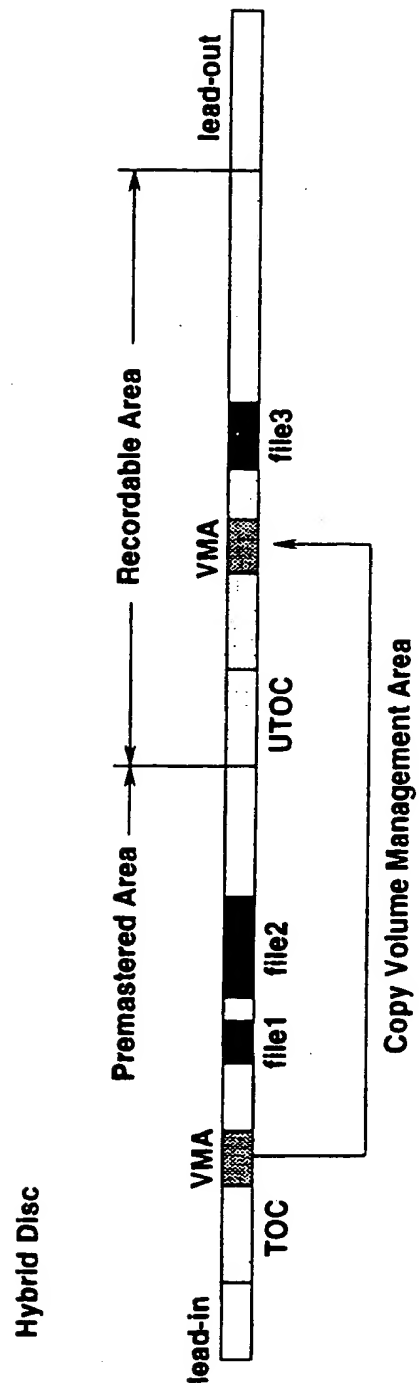 Hybrid Disc
Premastered Area
Recordable Area
lead-in
VMA
VMA
lead-out
TOC
file1
file2
UTOC
file3
Copy Volume Management Area